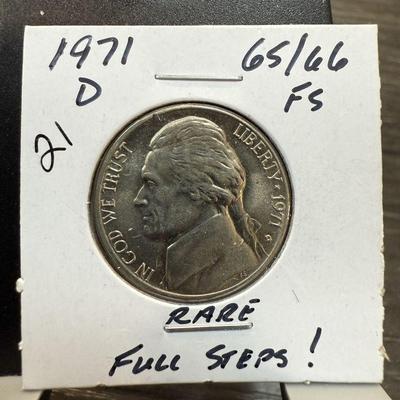 1971 65/66
D FS
21
IN GOD WE TRUST
LIBERTY ★ 1971
D
RARE
FULL STEPS!